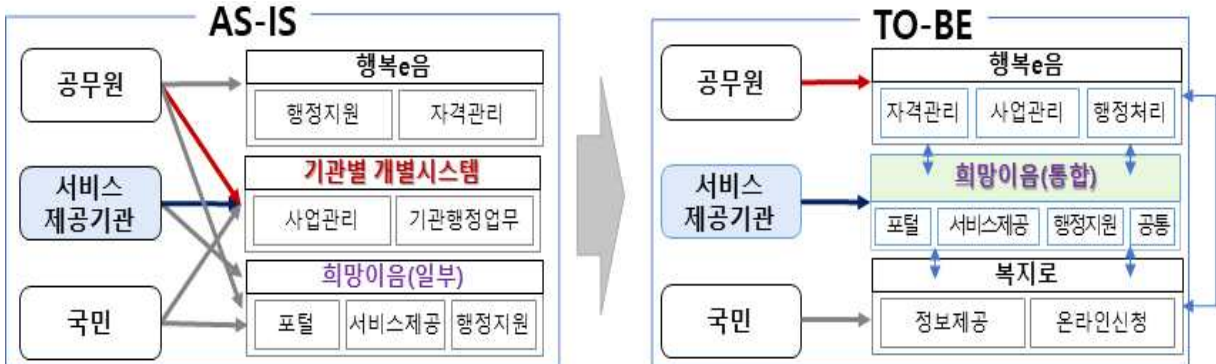 AS-IS
공무원
서비스
제공기관
국민
행복e음
행정지원
자격관리
기관별 개별시스템
사업관리
기관행정업무
희망이음(일부)
포털
서비스제공
행정지원
TO-BE
공무원
서비스
제공기관
국민
행복e음
자격관리
사업관리
행정처리
희망이음(통합)
포털
서비스제공
행정지원
공통
복지로
정보제공
온라인신청